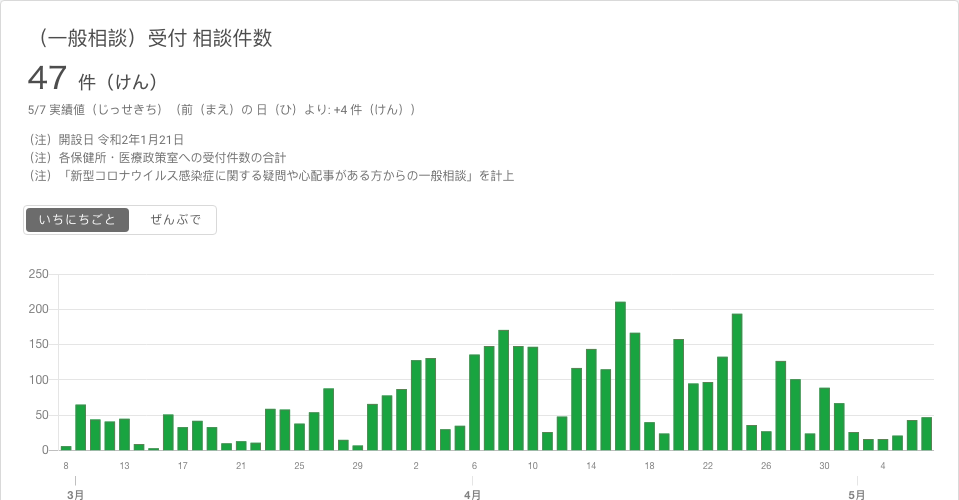 （一般相談）受付 相談件数
47 件（けん）
5/7 実績値（じっせきち）（前（まえ）の 日（ひ）より: +4 件（けん））
（注）開設日 令和2年1月21日
（注）各保健所・医療政策室への受付件数の合計
（注）「新型コロナウイルス感染症に関する疑問や心配事がある方からの一般相談」を計上
いちにちごと ぜんぶで
250
200
150
100
50
0
8 13 17 21 25 29 2 6 10 14 18 22 26 30 4
3月 4月 5月